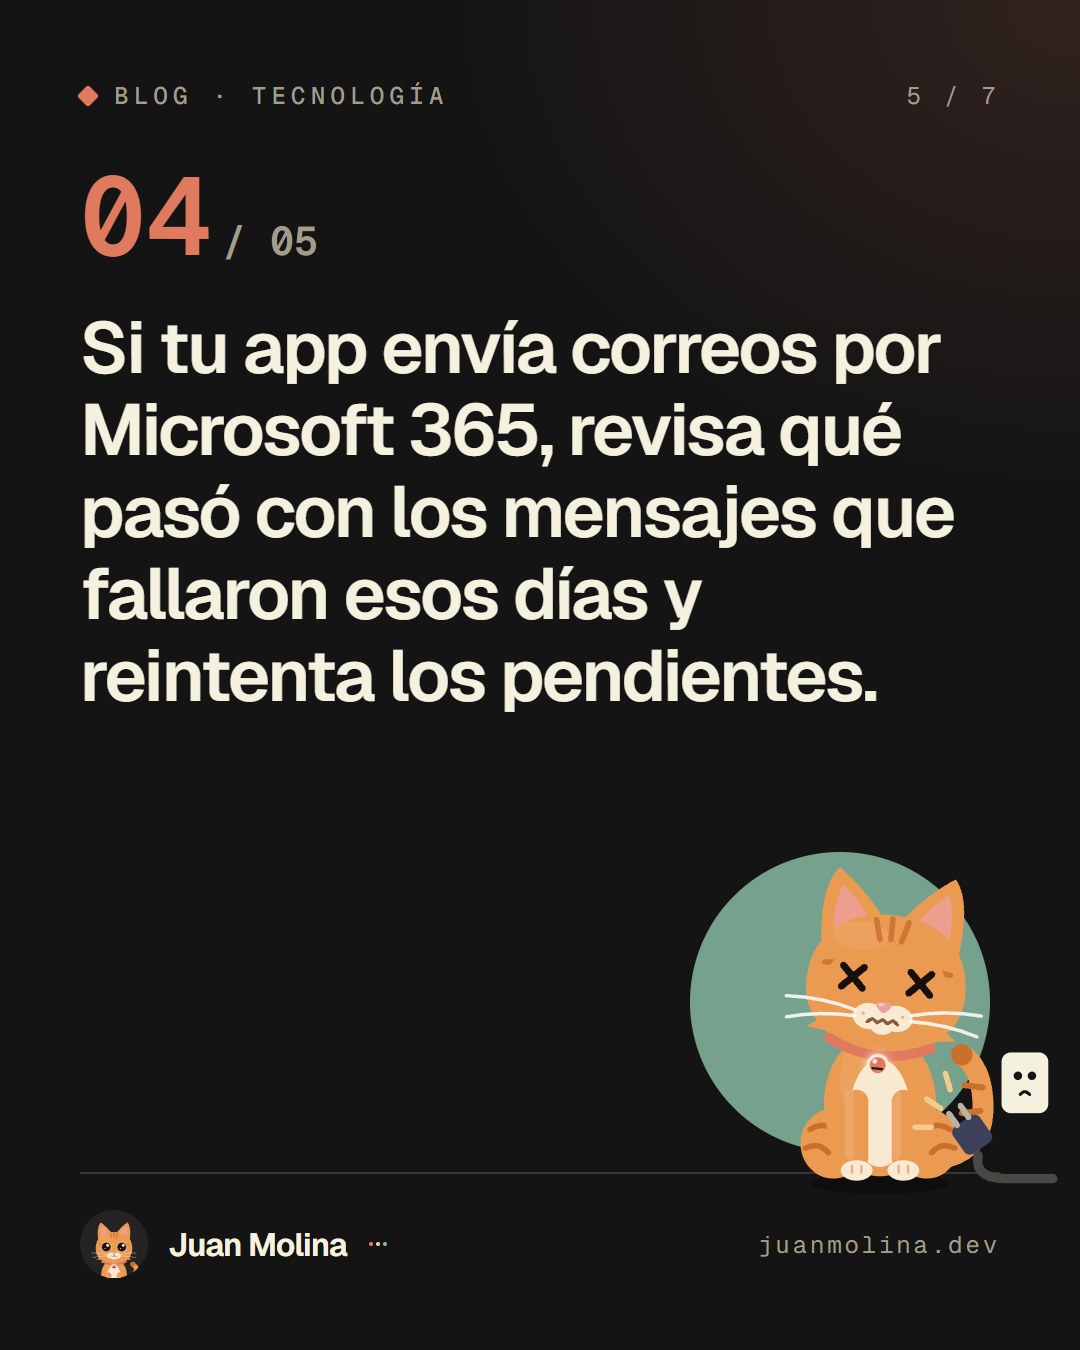 BLOG · TECNOLOGÍA
5 / 7
04 / 05
Si tu app envía correos por
Microsoft 365, revisa qué
pasó con los mensajes que
fallaron esos días y
reintenta los pendientes.
Juan Molina
juanmolina.dev